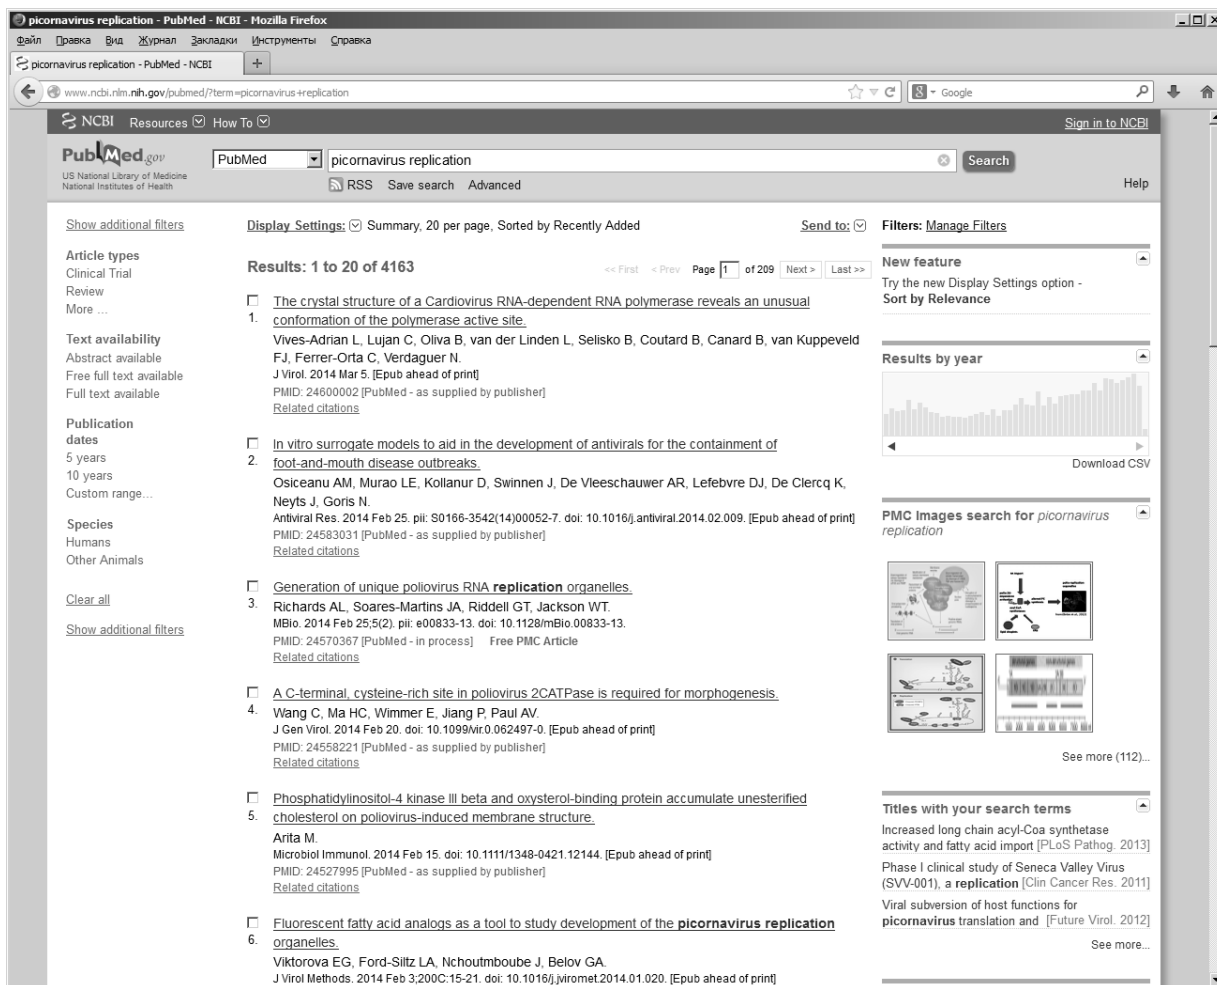 picornavirus replication - PubMed - NCBI - Mozilla Firefox
Файл Правка Вид Журнал Закладки Инструменты Справка
picornavirus replication - PubMed - NCBI +
www.ncbi.nlm.nih.gov/pubmed/?term=picornavirus+replication
Google
NCBI Resources How To Sign in to NCBI
PubMed.gov
US National Library of Medicine
National Institutes of Health
PubMed picornavirus replication Search
RSS Save search Advanced Help
Show additional filters
Article types
Clinical Trial
Review
More ...
Text availability
Abstract available
Free full text available
Full text available
Publication
dates
5 years
10 years
Custom range...
Species
Humans
Other Animals
Clear all
Show additional filters
Display Settings: Summary, 20 per page, Sorted by Recently Added Send to:
Results: 1 to 20 of 4163 << First < Prev Page 1 of 209 Next > Last >>
The crystal structure of a Cardiovirus RNA-dependent RNA polymerase reveals an unusual
1. conformation of the polymerase active site.
Vives-Adrian L, Lujan C, Oliva B, van der Linden L, Selisko B, Coutard B, Canard B, van Kuppeveld
FJ, Ferrer-Orta C, Verdaguer N.
J Virol. 2014 Mar 5. [Epub ahead of print]
PMID: 24600002 [PubMed - as supplied by publisher]
Related citations
In vitro surrogate models to aid in the development of antivirals for the containment of
2. foot-and-mouth disease outbreaks.
Osiceanu AM, Murao LE, Kollanur D, Swinnen J, De Vleeschauwer AR, Lefebvre DJ, De Clercq K,
Neyts J, Goris N.
Antiviral Res. 2014 Feb 25. pii: S0166-3542(14)00052-7. doi: 10.1016/j.antiviral.2014.02.009. [Epub ahead of print]
PMID: 24583031 [PubMed - as supplied by publisher]
Related citations
Generation of unique poliovirus RNA replication organelles.
3. Richards AL, Soares-Martins JA, Riddell GT, Jackson WT.
MBio. 2014 Feb 25;5(2). pii: e00833-13. doi: 10.1128/mBio.00833-13.
PMID: 24570367 [PubMed - in process] Free PMC Article
Related citations
A C-terminal, cysteine-rich site in poliovirus 2CATPase is required for morphogenesis.
4. Wang C, Ma HC, Wimmer E, Jiang P, Paul AV.
J Gen Virol. 2014 Feb 20. doi: 10.1099/vir.0.062497-0. [Epub ahead of print]
PMID: 24558221 [PubMed - as supplied by publisher]
Related citations
Phosphatidylinositol-4 kinase III beta and oxysterol-binding protein accumulate unesterified
5. cholesterol on poliovirus-induced membrane structure.
Arita M.
Microbiol Immunol. 2014 Feb 15. doi: 10.1111/1348-0421.12144. [Epub ahead of print]
PMID: 24527995 [PubMed - as supplied by publisher]
Related citations
Fluorescent fatty acid analogs as a tool to study development of the picornavirus replication
6. organelles.
Viktorova EG, Ford-Siltz LA, Nchoutmboube J, Belov GA.
J Virol Methods. 2014 Feb 3;200C:15-21. doi: 10.1016/j.jviromet.2014.01.020. [Epub ahead of print]
Filters: Manage Filters
New feature
Try the new Display Settings option -
Sort by Relevance
Results by year
Download CSV
PMC Images search for picornavirus
replication
See more (112)...
Titles with your search terms
Increased long chain acyl-Coa synthetase
activity and fatty acid import [PLoS Pathog. 2013]
Phase I clinical study of Seneca Valley Virus
(SVV-001), a replication [Clin Cancer Res. 2011]
Viral subversion of host functions for
picornavirus translation and [Future Virol. 2012]
See more...